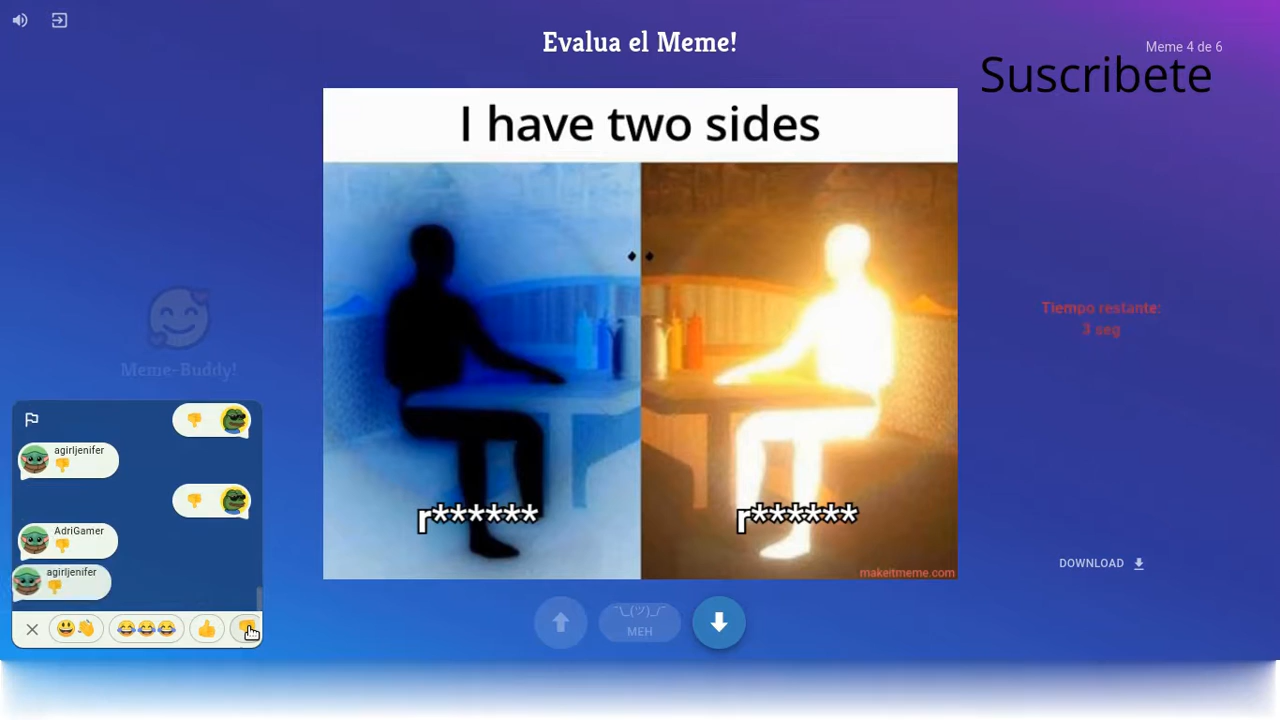 Evalua el Meme!
Meme 4 de 6
Suscribete
I have two sides
r******
r******
makeitmeme.com
Tiempo restante:
3 seg
DOWNLOAD
Meme-Buddy!
agirljenifer
AdriGamer
agirljenifer
¯\_(ツ)_/¯
MEH